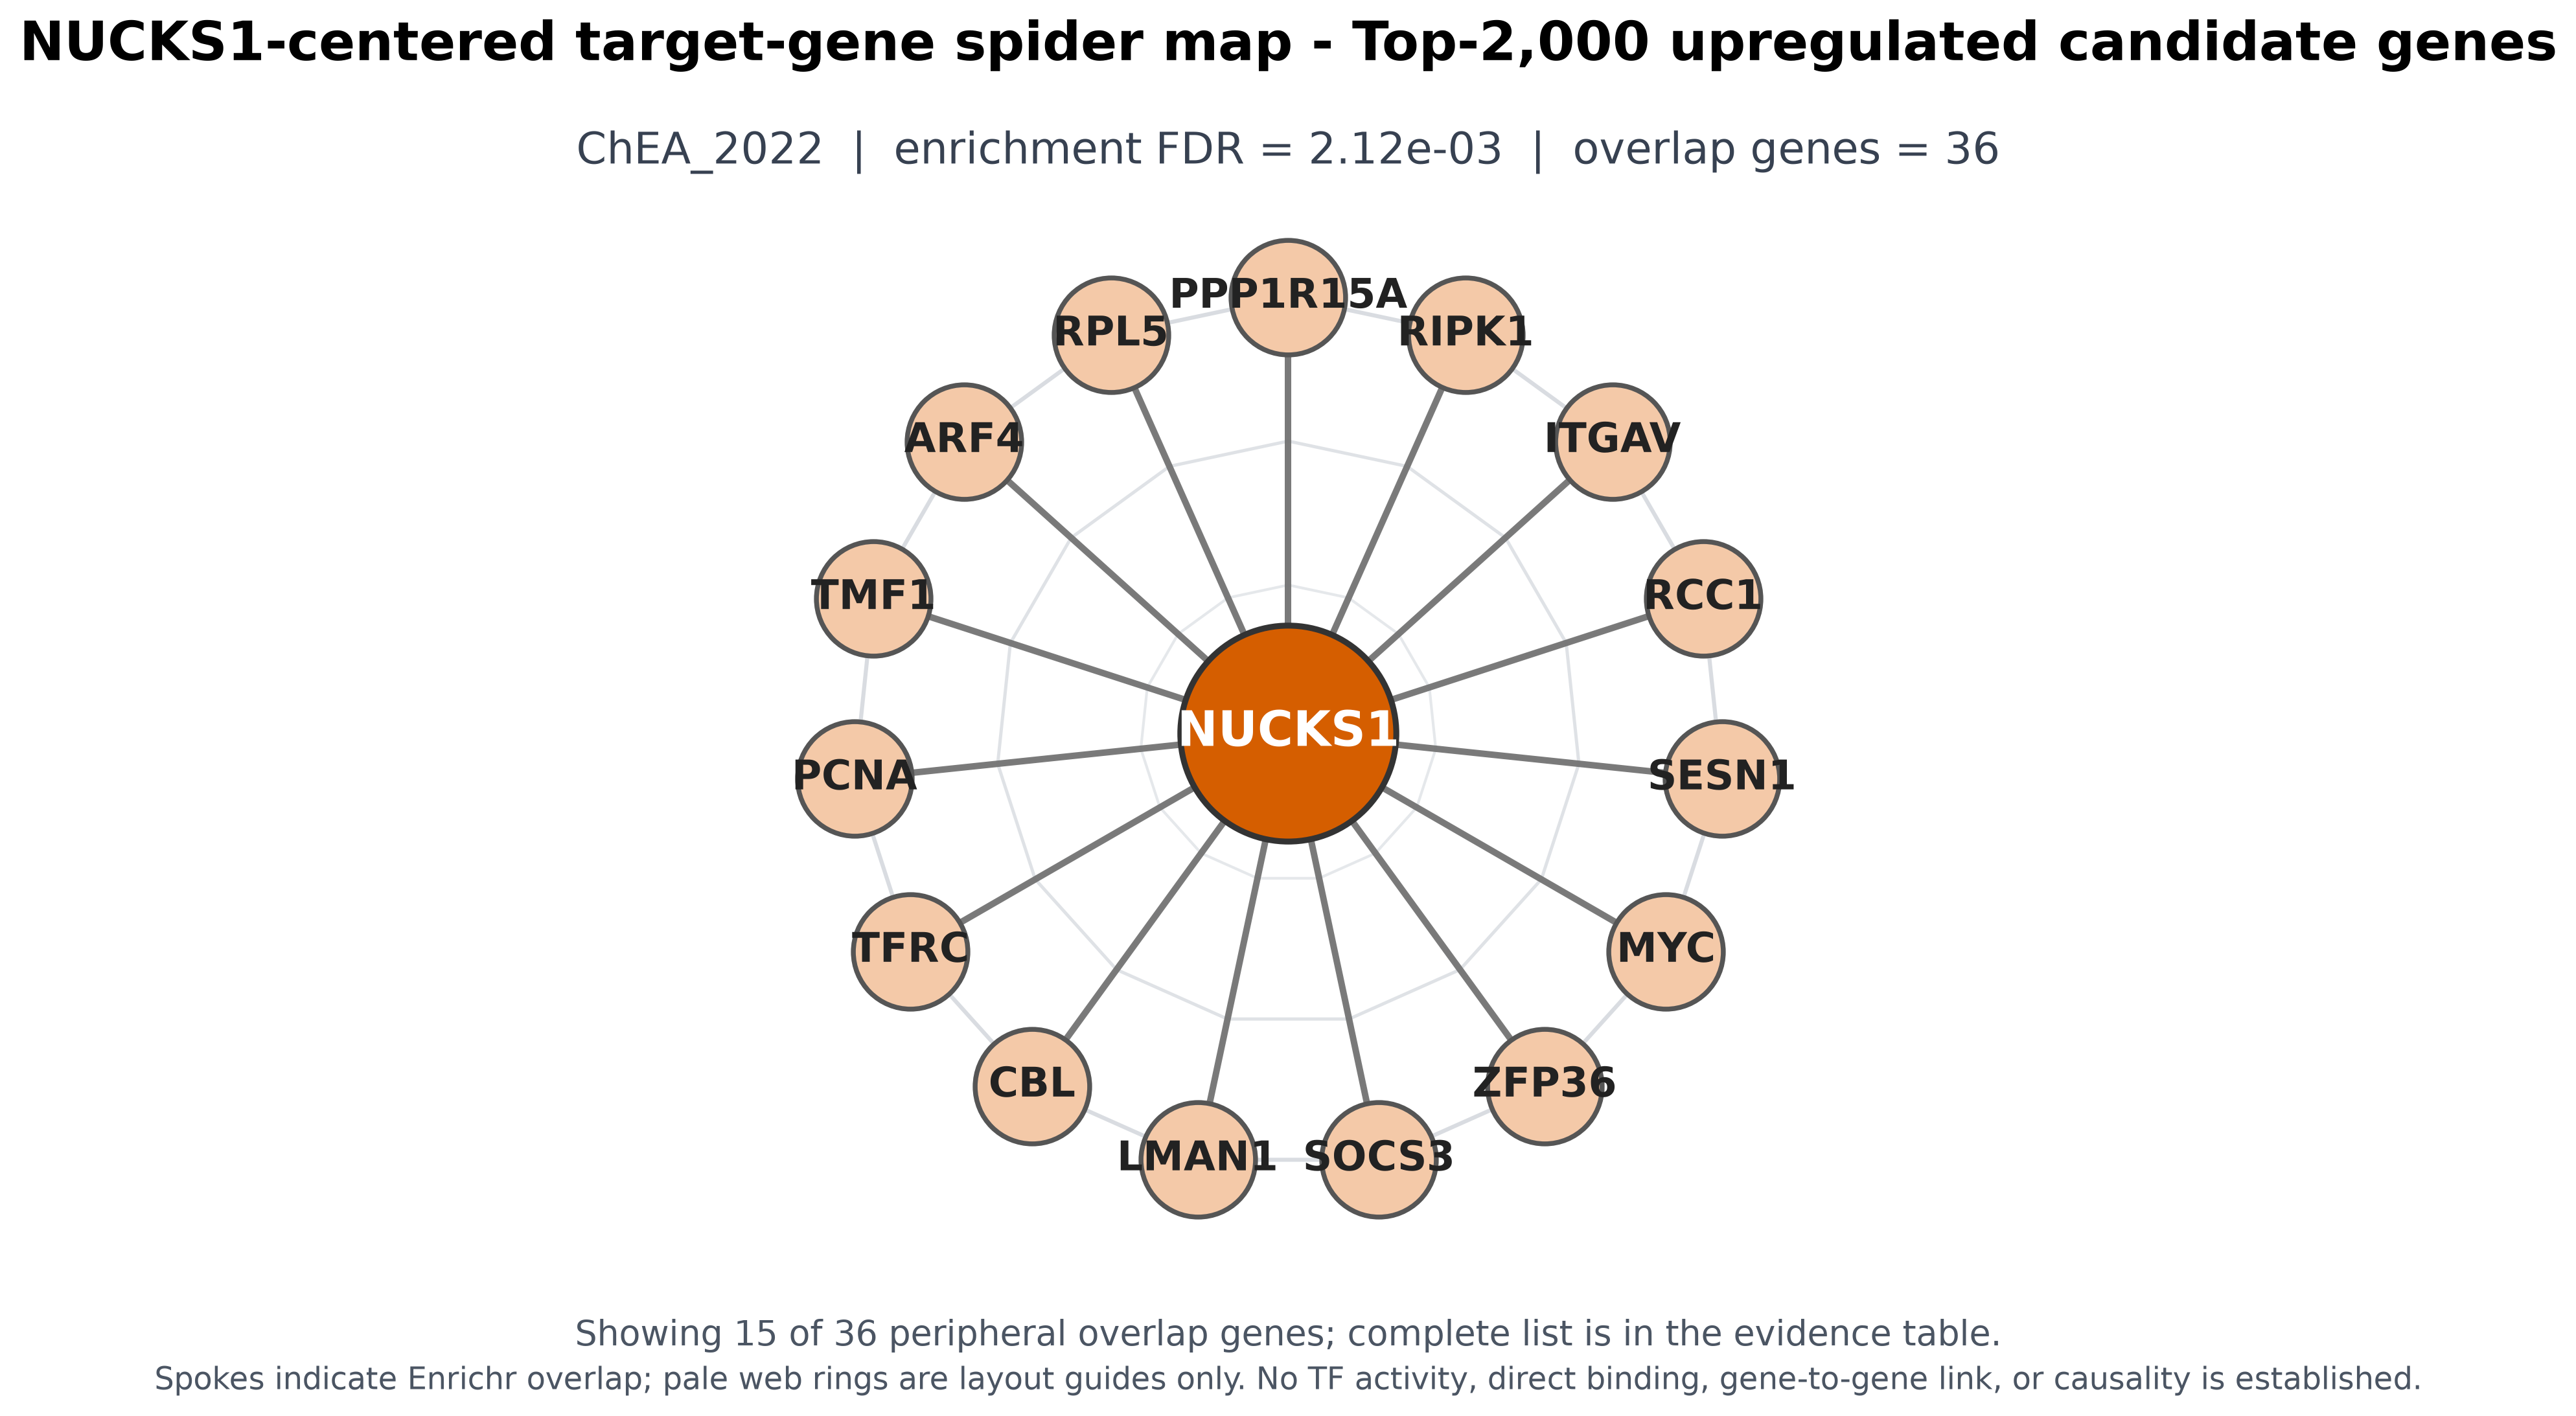 NUCKS1-centered target-gene spider map - Top-2,000 upregulated candidate genes
ChEA_2022 | enrichment FDR = 2.12e-03 | overlap genes = 36
PPP1R15A
RPL5
RIPK1
ARF4
ITGAV
TMF1
RCC1
NUCKS1
PCNA
SESN1
TFRC
MYC
CBL
ZFP36
LMAN1
SOCS3
Showing 15 of 36 peripheral overlap genes; complete list is in the evidence table.
Spokes indicate Enrichr overlap; pale web rings are layout guides only. No TF activity, direct binding, gene-to-gene link, or causality is established.